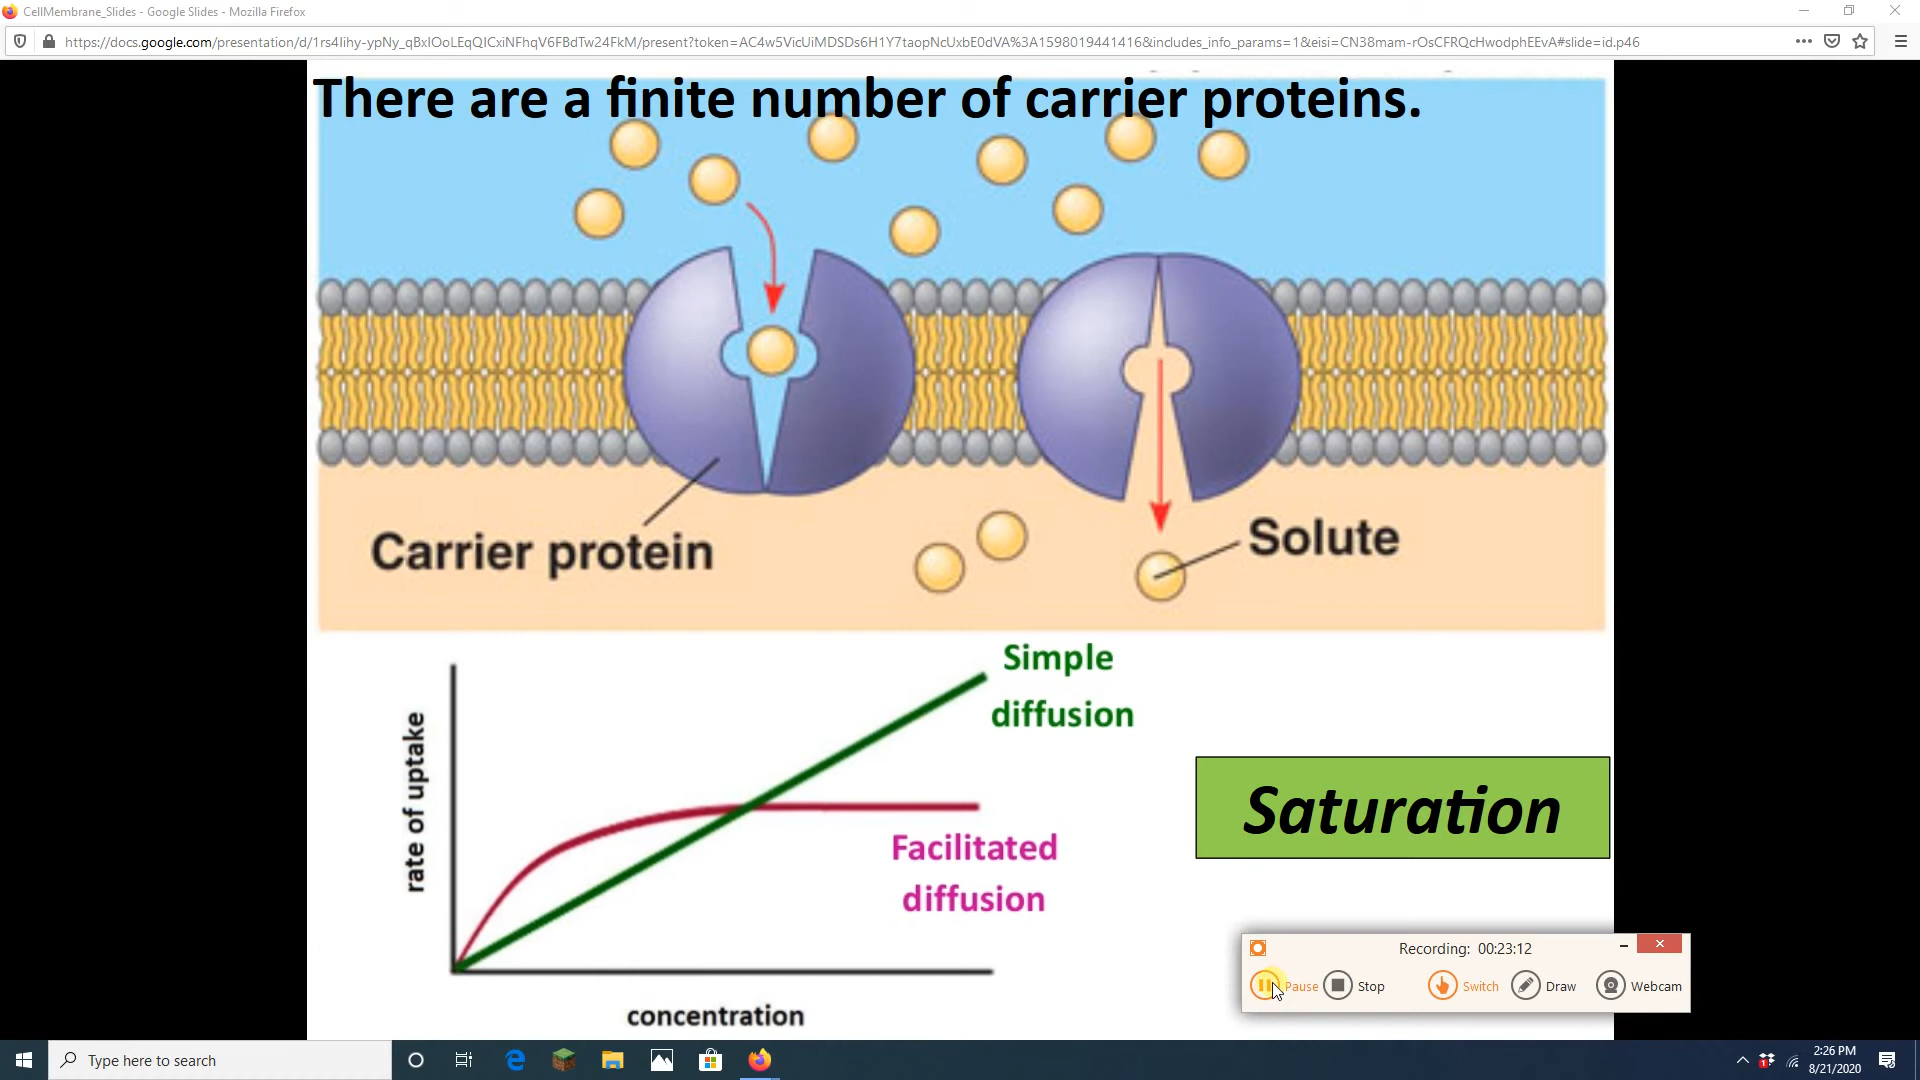 CellMembrane_Slides - Google Slides - Mozilla Firefox
https://docs.google.com/presentation/d/1rs4Iihy-ypNy_qBxIOoLEqQICxiNFhqV6FBdTw24FkM/present?token=AC4w5VicUiMDSDs6H1Y7taopNcUxbE0dVA%3A1598019441416&includes_info_params=1&eisi=CN38mam-rOsCFRQcHwodphEEvA#slide=id.p46
There are a finite number of carrier proteins.
Carrier protein
Solute
Simple
diffusion
rate of uptake
Saturation
Facilitated
diffusion
concentration
Recording: 00:23:12
Pause Stop Switch Draw Webcam
Type here to search
2:26 PM
8/21/2020